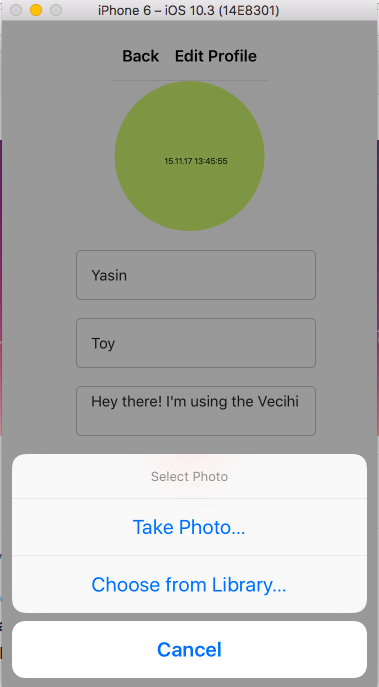 iPhone 6 – iOS 10.3 (14E8301)
Back Edit Profile
15.11.17 13:45:55
Yasin
Toy
Hey there! I'm using the Vecihi
Select Photo
Take Photo...
Choose from Library...
Cancel